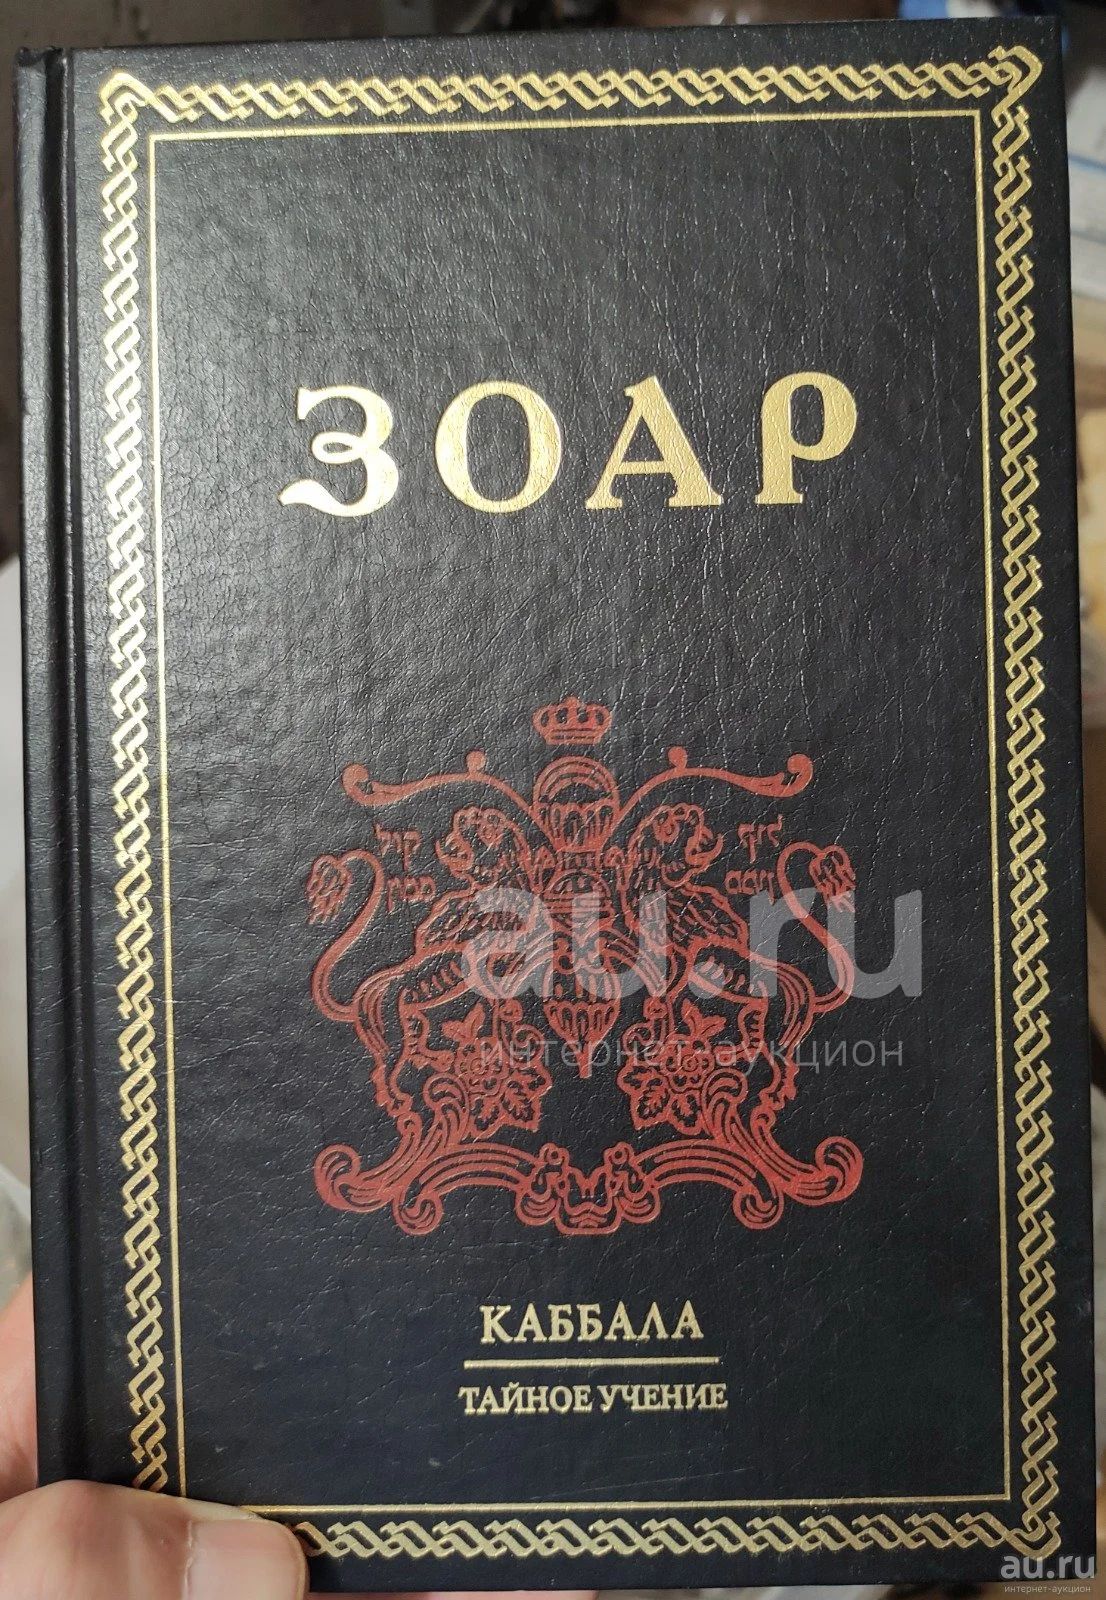 ЗОАР
au.ru
интернет-аукцион
КАББАЛА
ТАЙНОЕ УЧЕНИЕ
au.ru
интернет-аукцион